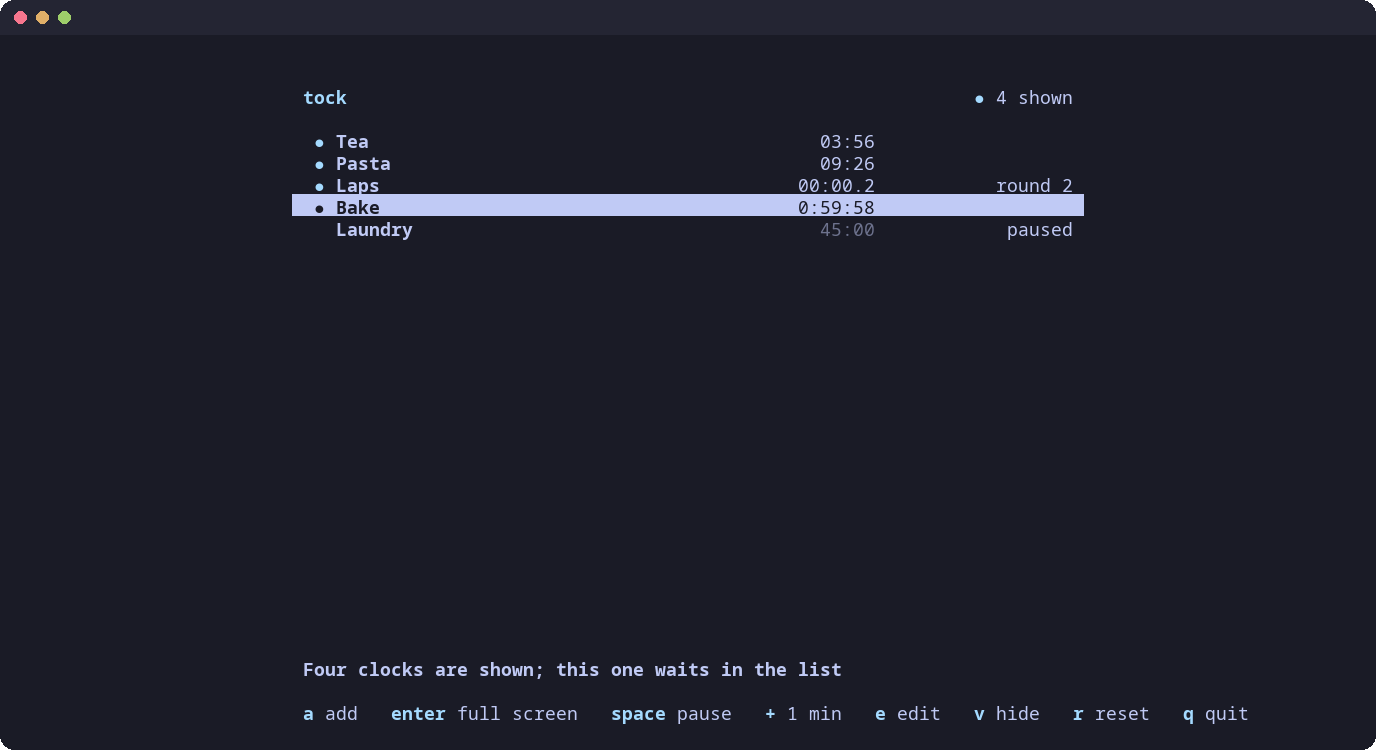 tock ● 4 shown
● Tea 03:56
● Pasta 09:26
● Laps 00:00.2 round 2
● Bake 0:59:58
Laundry 45:00 paused
Four clocks are shown; this one waits in the list
a add enter full screen space pause + 1 min e edit v hide r reset q quit